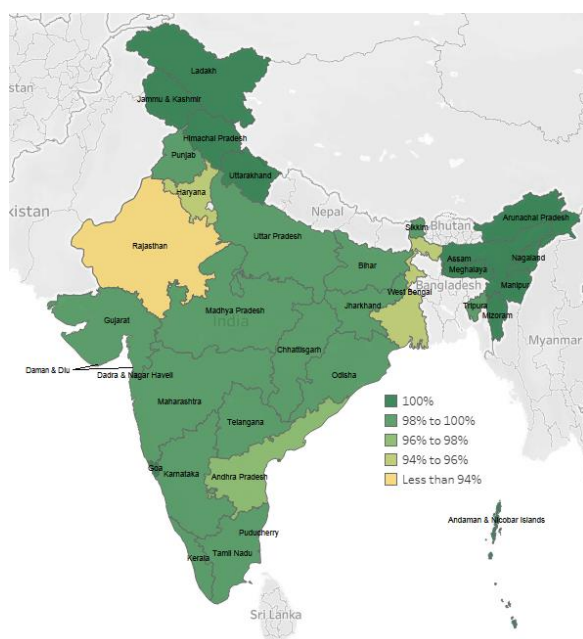 Ladakh
Jammu & Kashmir
Himachal Pradesh
Punjab
Uttarakhand
Haryana
stan
kistan
Nepal
Bhutan
Sikkim
Arunachal Pradesh
Rajasthan
Uttar Pradesh
Assam
Nagaland
Bihar
Meghalaya
Manipur
West Bengal
Bangladesh
Tripura
Mizoram
Jharkhand
Madhya Pradesh
India
Gujarat
Myanmar
Chhattisgarh
Daman & Diu
Dadra & Nagar Haveli
Odisha
Maharashtra
Telangana
100%
98% to 100%
96% to 98%
94% to 96%
Less than 94%
Goa
Karnataka
Andhra Pradesh
Andaman & Nicobar Islands
Puducherry
Kerala
Tamil Nadu
Sri Lanka